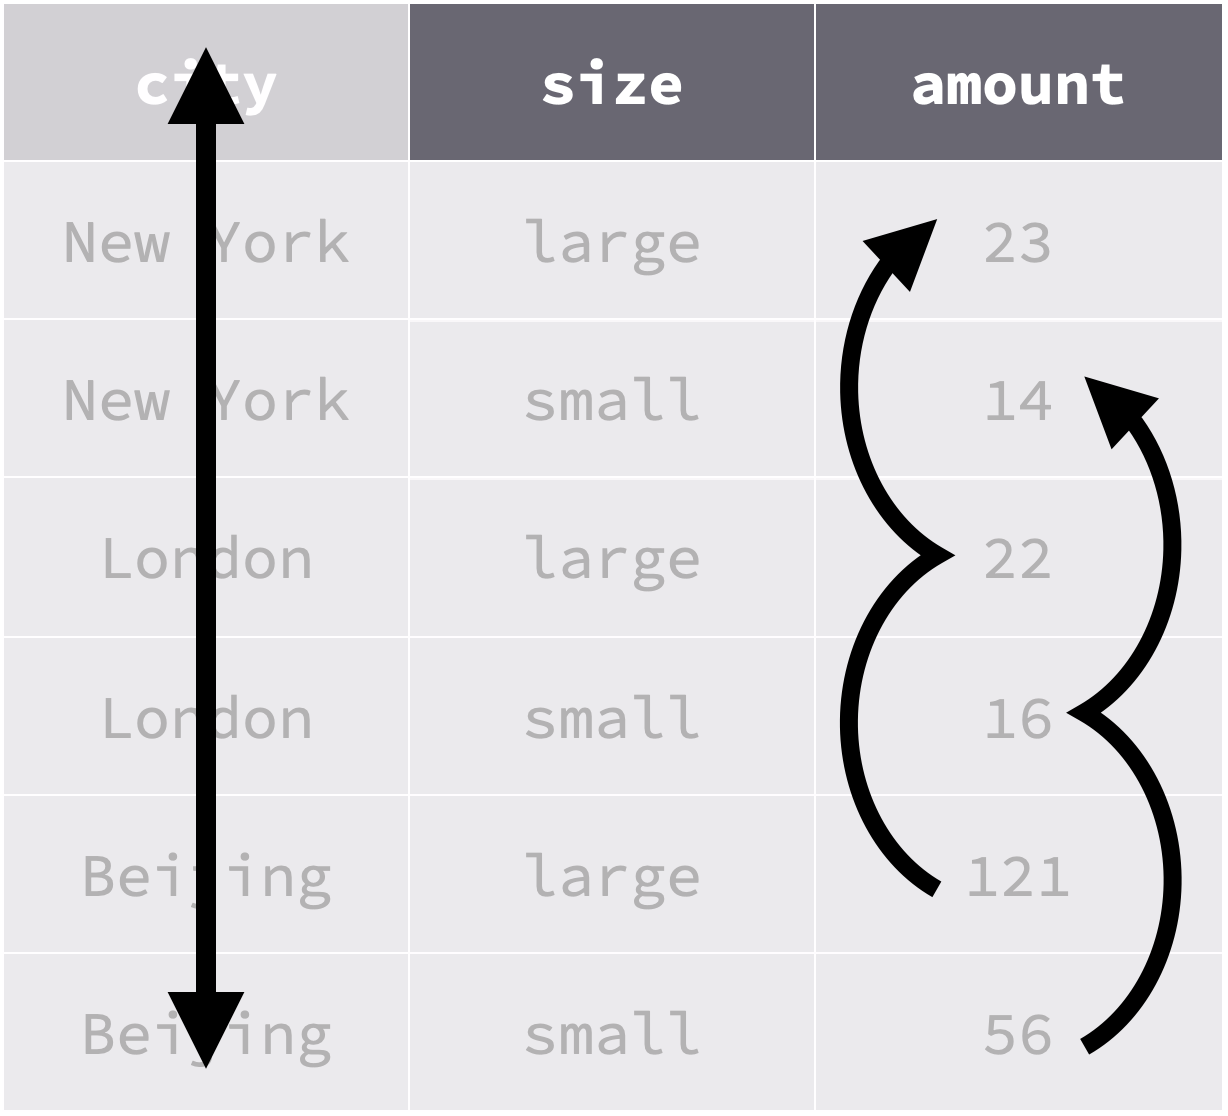 city size amount
New York large 23
New York small 14
London large 22
London small 16
Beijing large 121
Beijing small 56